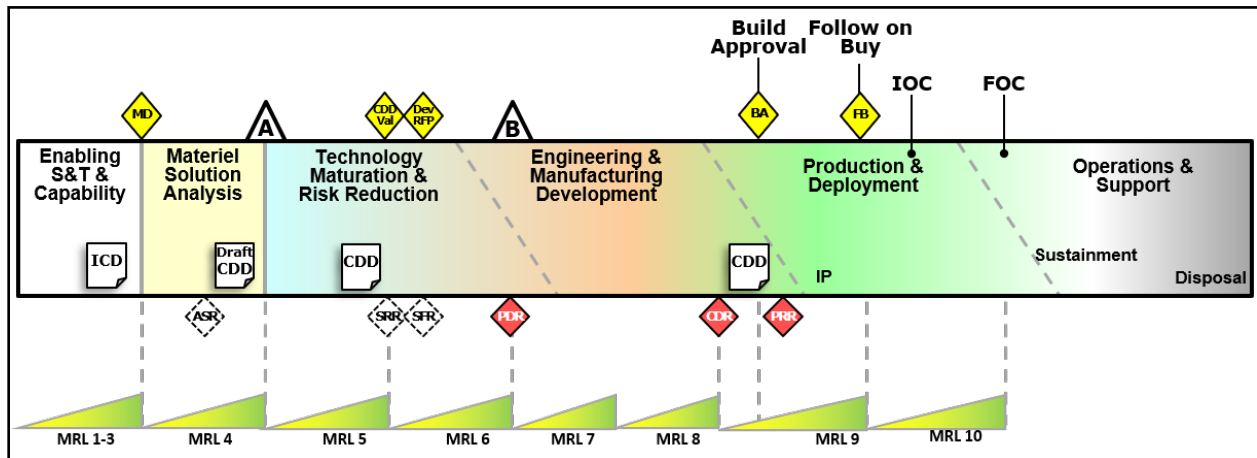 Build
Approval
Follow on
Buy
IOC
FOC
MD
A
CDD
Val
Dev
RFP
B
BA
FB
Enabling
S&T &
Capability
Materiel
Solution
Analysis
Technology
Maturation &
Risk Reduction
Engineering &
Manufacturing
Development
Production &
Deployment
Operations &
Support
ICD
Draft
CDD
CDD
CDD
IP
Sustainment
Disposal
ASR
SRR
SFR
PDR
CDR
PRR
MRL 1-3
MRL 4
MRL 5
MRL 6
MRL 7
MRL 8
MRL 9
MRL 10